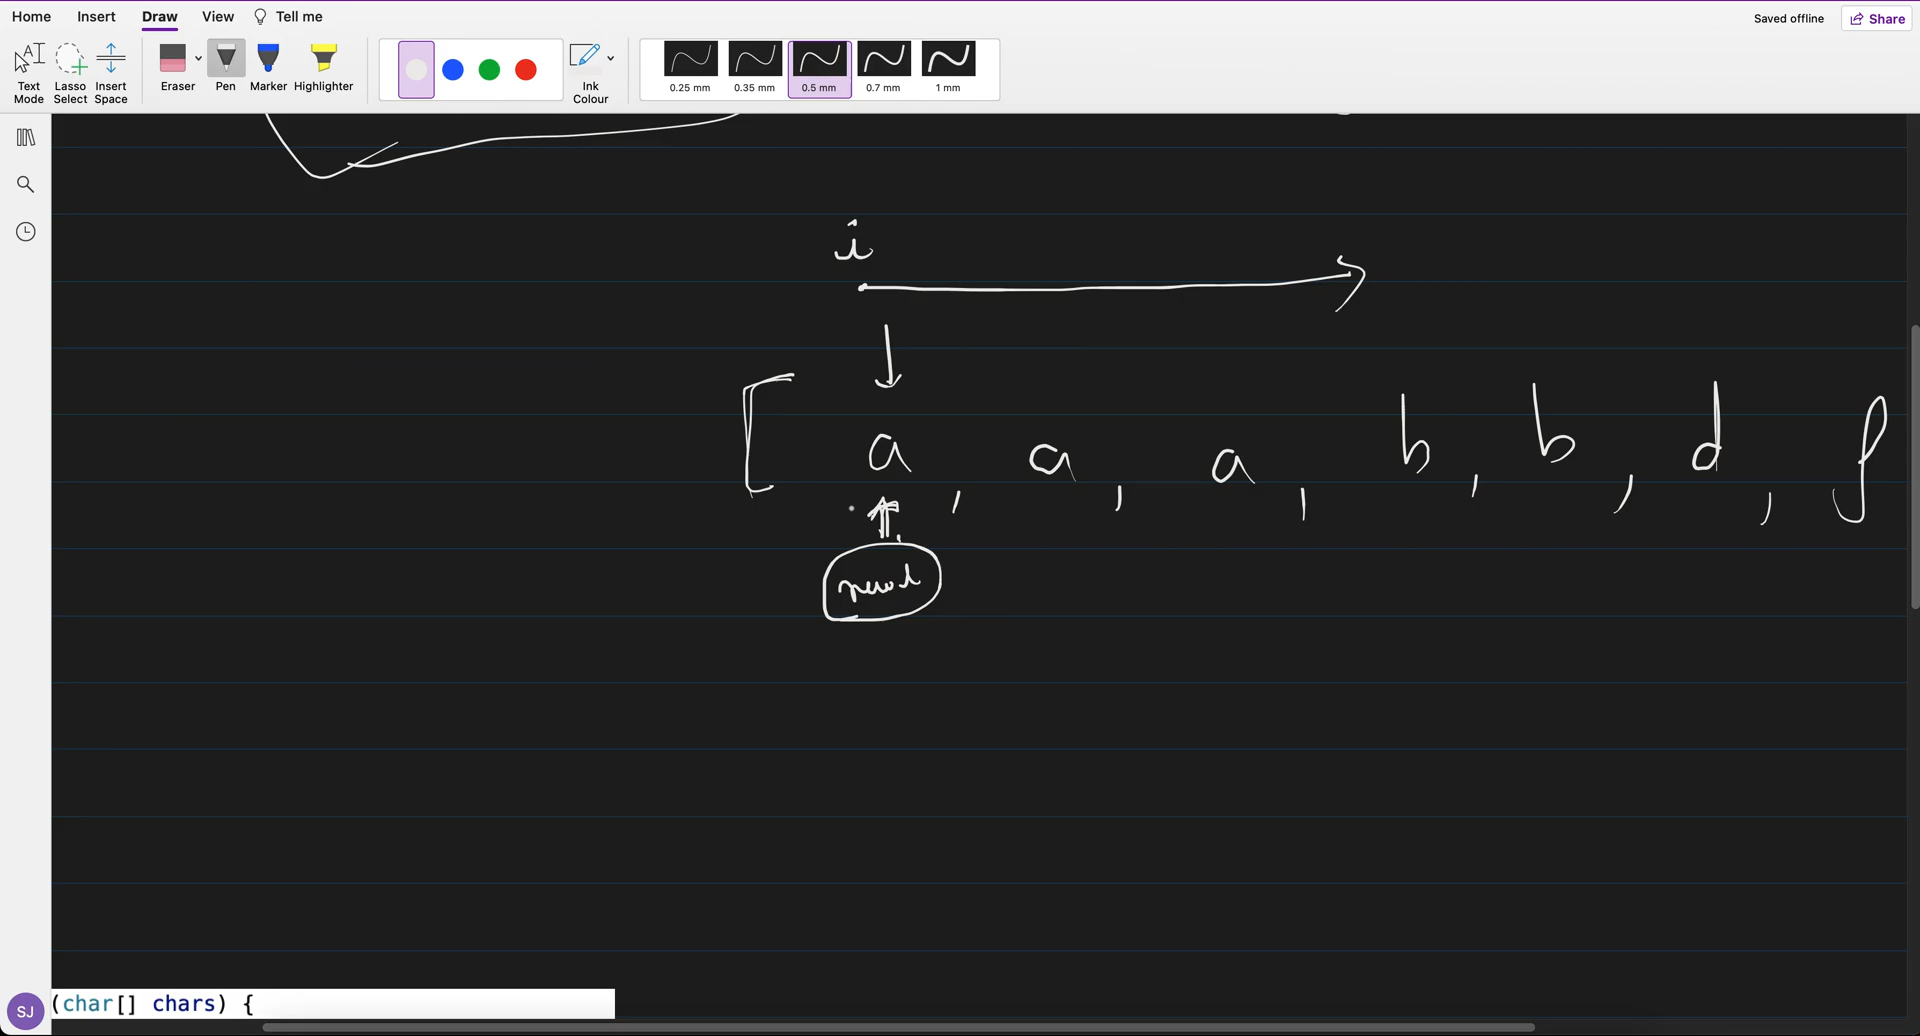 Home Insert Draw View Tell me
Saved offline Share
Text Mode Lasso Select Insert Space Eraser Pen Marker Highlighter Ink Colour 0.25 mm 0.35 mm 0.5 mm 0.7 mm 1 mm
i
[ a , a , a , b , b , d , f
SJ
(char[] chars) {